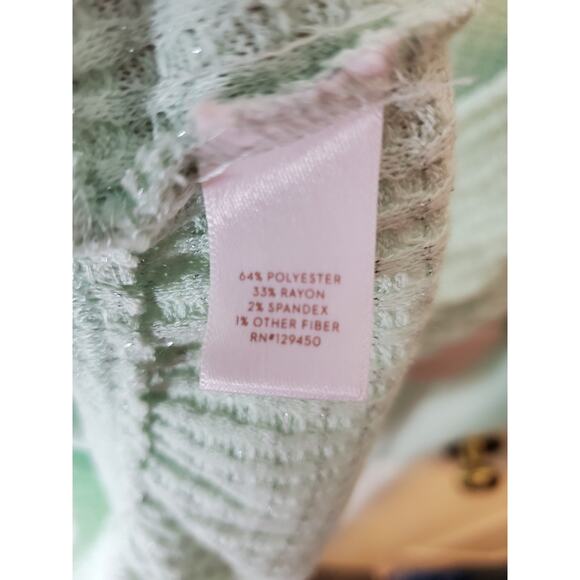 64% POLYESTER
33% RAYON
2% SPANDEX
1% OTHER FIBER
RN#129450